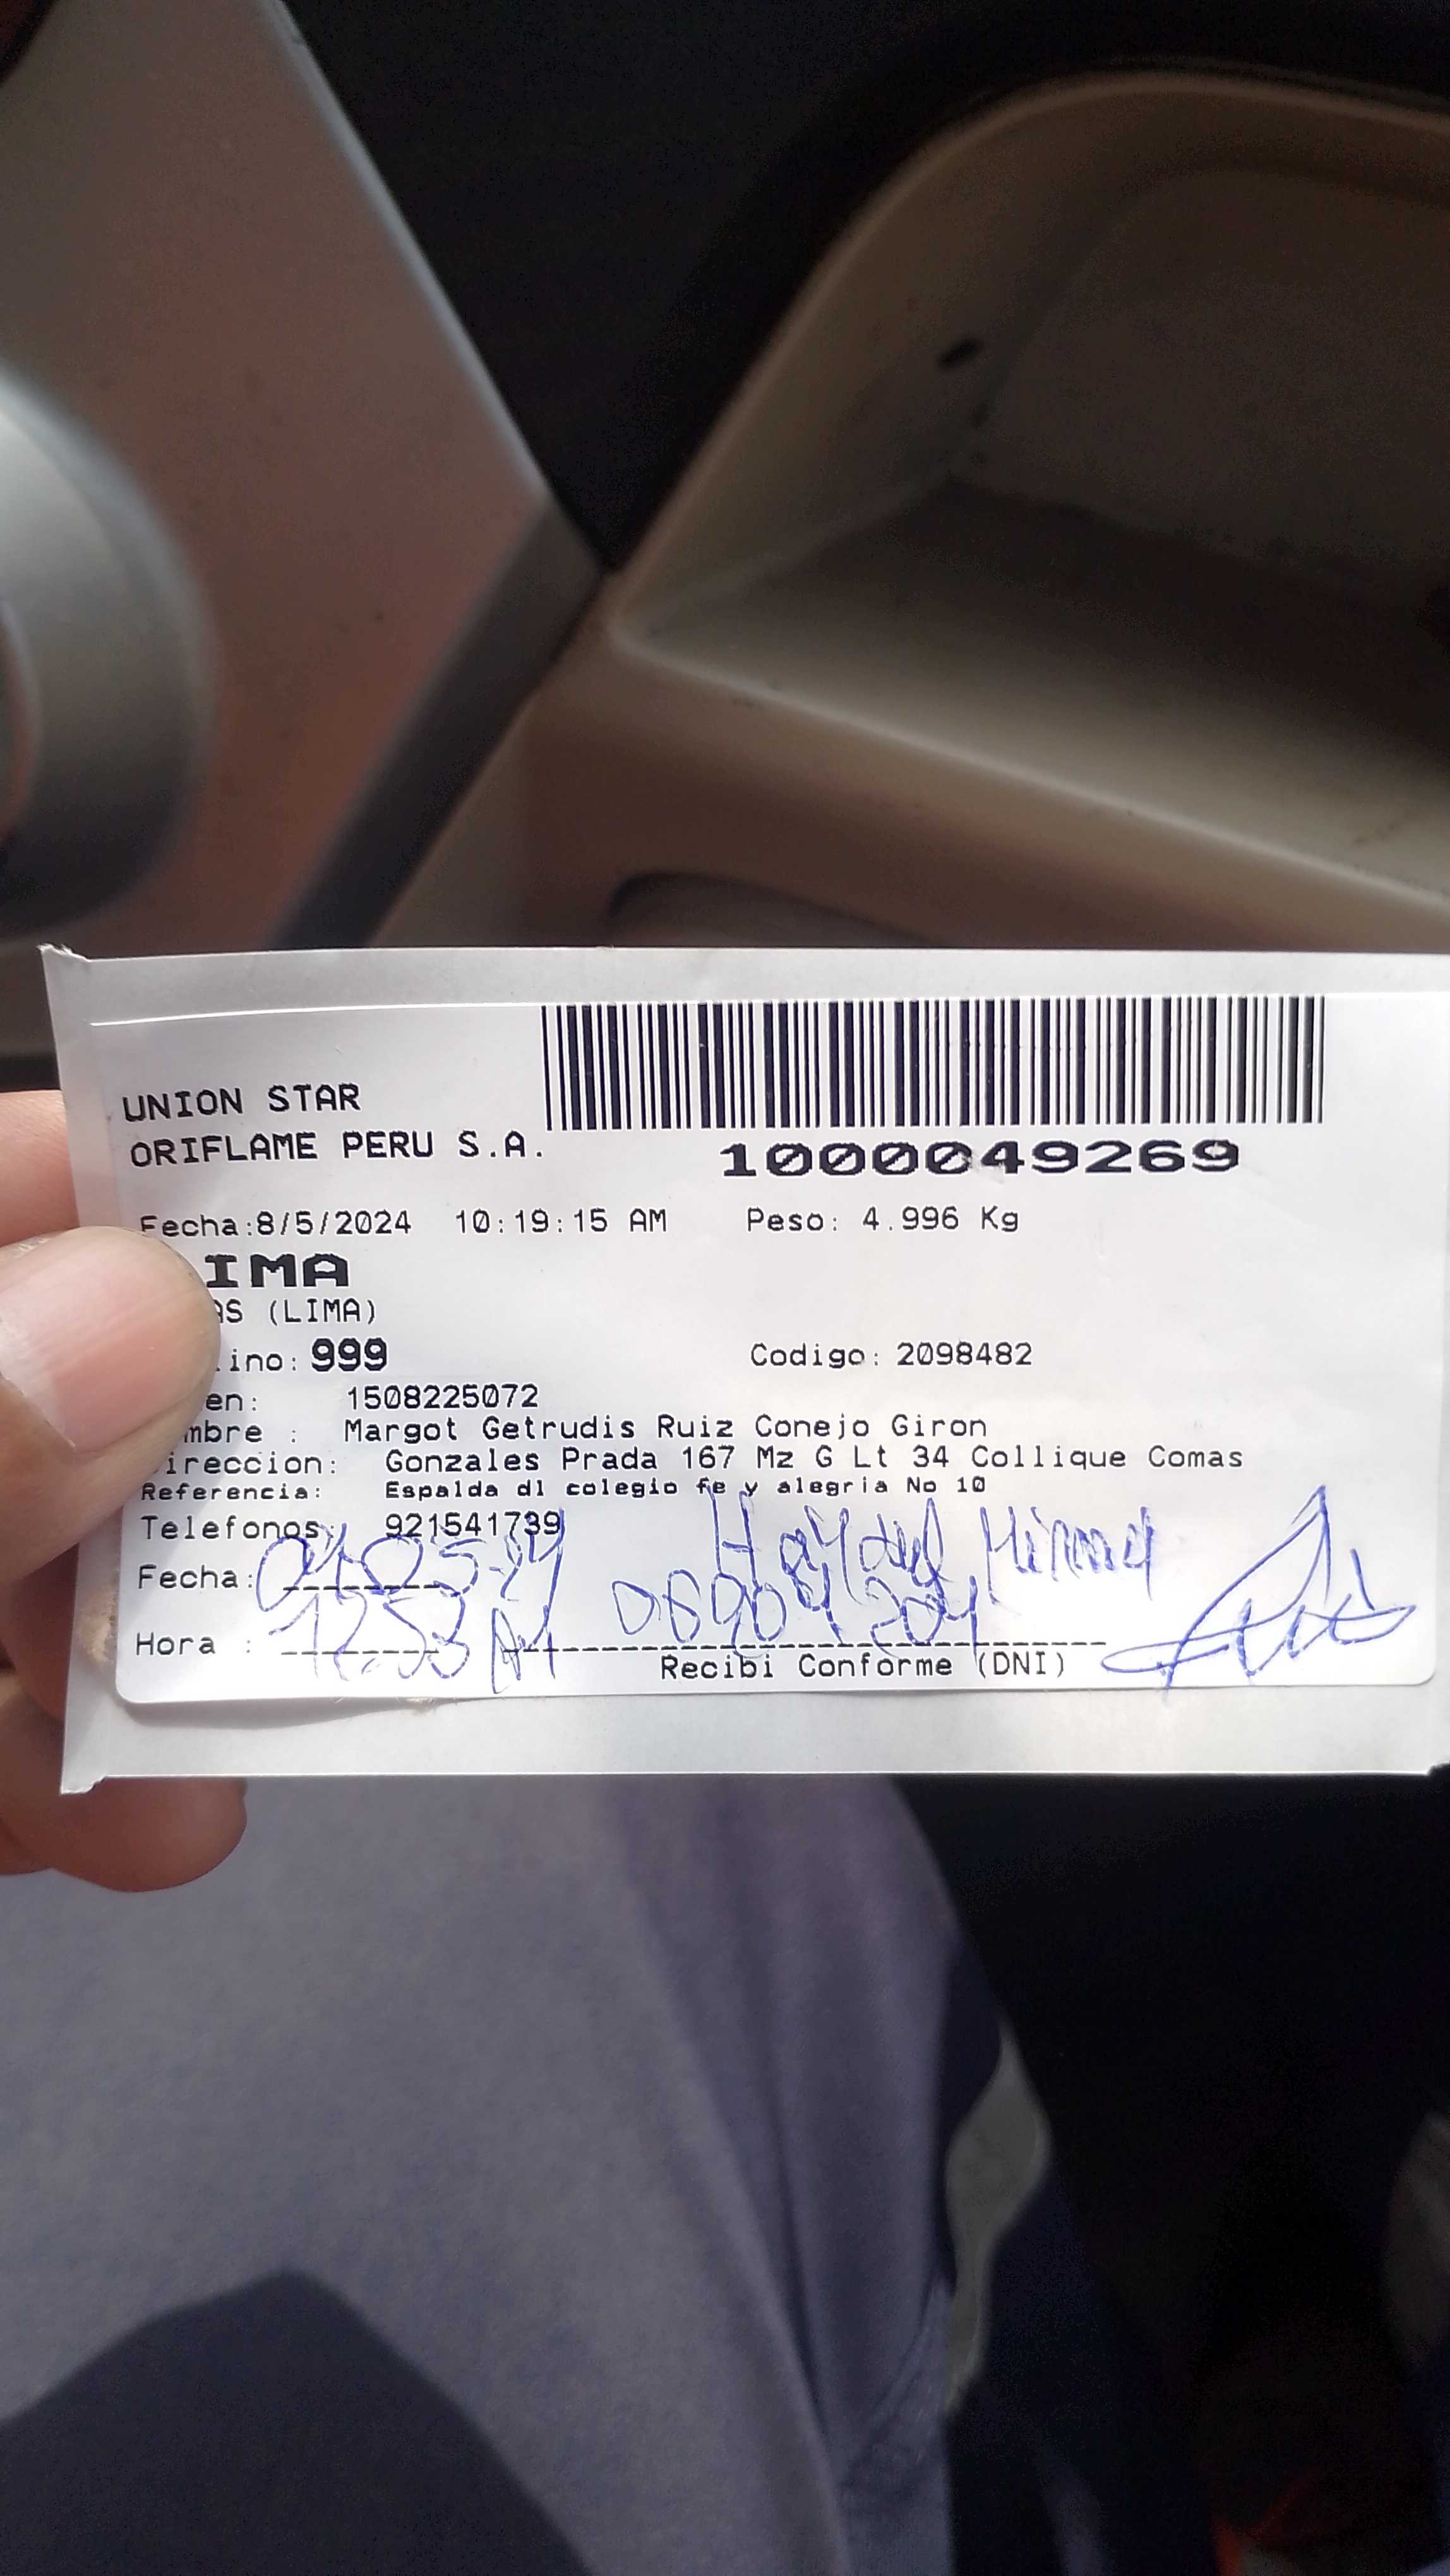 UNION STAR
ORIFLAME PERU S.A.
1000049269
Fecha:8/5/2024 10:19:15 AM Peso: 4.996 Kg
IMA
AS (LIMA)
ino: 999 Codigo: 2098482
en: 1508225072
mbre : Margot Getrudis Ruiz Conejo Giron
ireccion: Gonzales Prada 167 Mz G Lt 34 Collique Comas
Referencia: Espalda dl colegio fe y alegria No 10
Telefonos: 921541739
Fecha:
Hora : 12:53
Recibi Conforme (DNI)